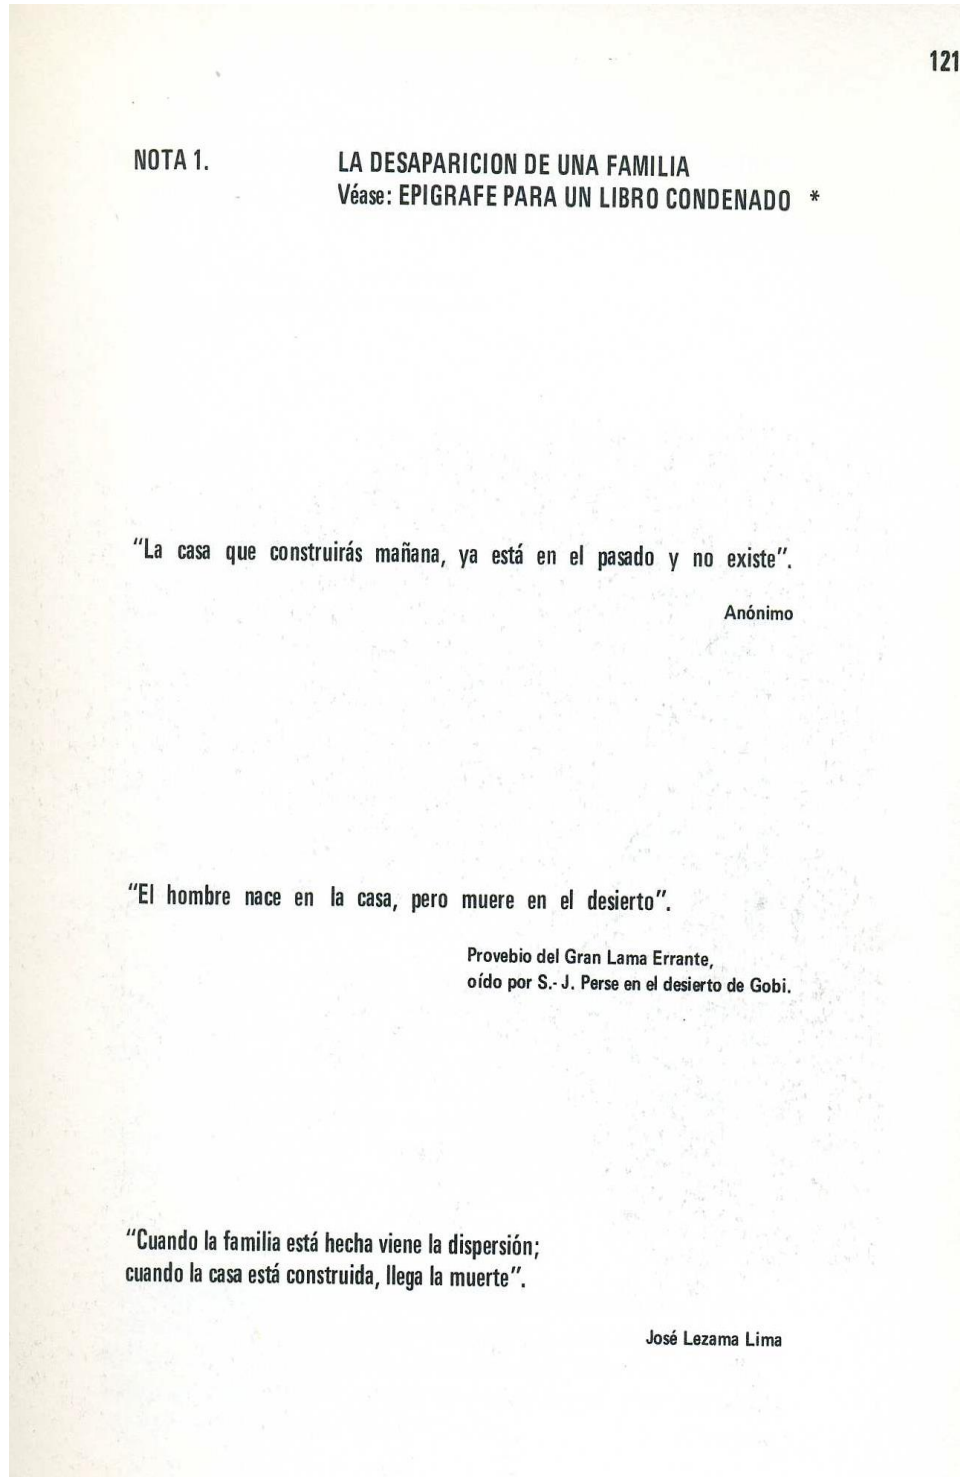 121
NOTA 1. LA DESAPARICION DE UNA FAMILIA
Véase: EPIGRAFE PARA UN LIBRO CONDENADO *
"La casa que construirás mañana, ya está en el pasado y no existe".
Anónimo
"El hombre nace en la casa, pero muere en el desierto".
Provebio del Gran Lama Errante,
oído por S.- J. Perse en el desierto de Gobi.
"Cuando la familia está hecha viene la dispersión;
cuando la casa está construida, llega la muerte".
José Lezama Lima